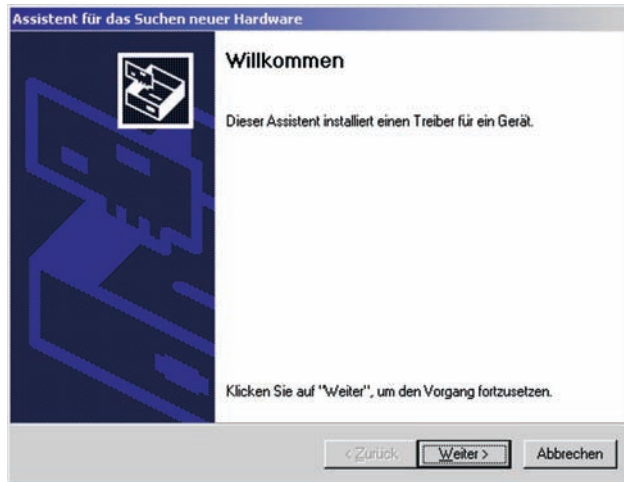 Assistent für das Suchen neuer Hardware
Willkommen
Dieser Assistent installiert einen Treiber für ein Gerät.
Klicken Sie auf "Weiter", um den Vorgang fortzusetzen.
< Zurück Weiter > Abbrechen